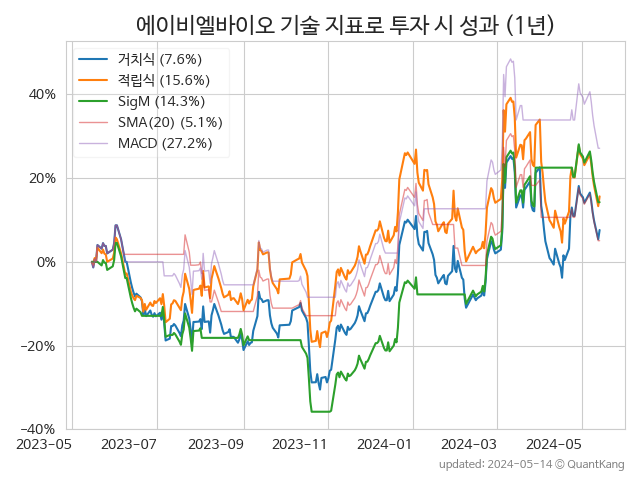 에이비엘바이오 기술 지표로 투자 시 성과 (1년)
거치식 (7.6%)
적립식 (15.6%)
SigM (14.3%)
SMA(20) (5.1%)
MACD (27.2%)
40%
20%
0%
−20%
−40%
2023-05 2023-07 2023-09 2023-11 2024-01 2024-03 2024-05
updated: 2024-05-14 ⓒ QuantKang